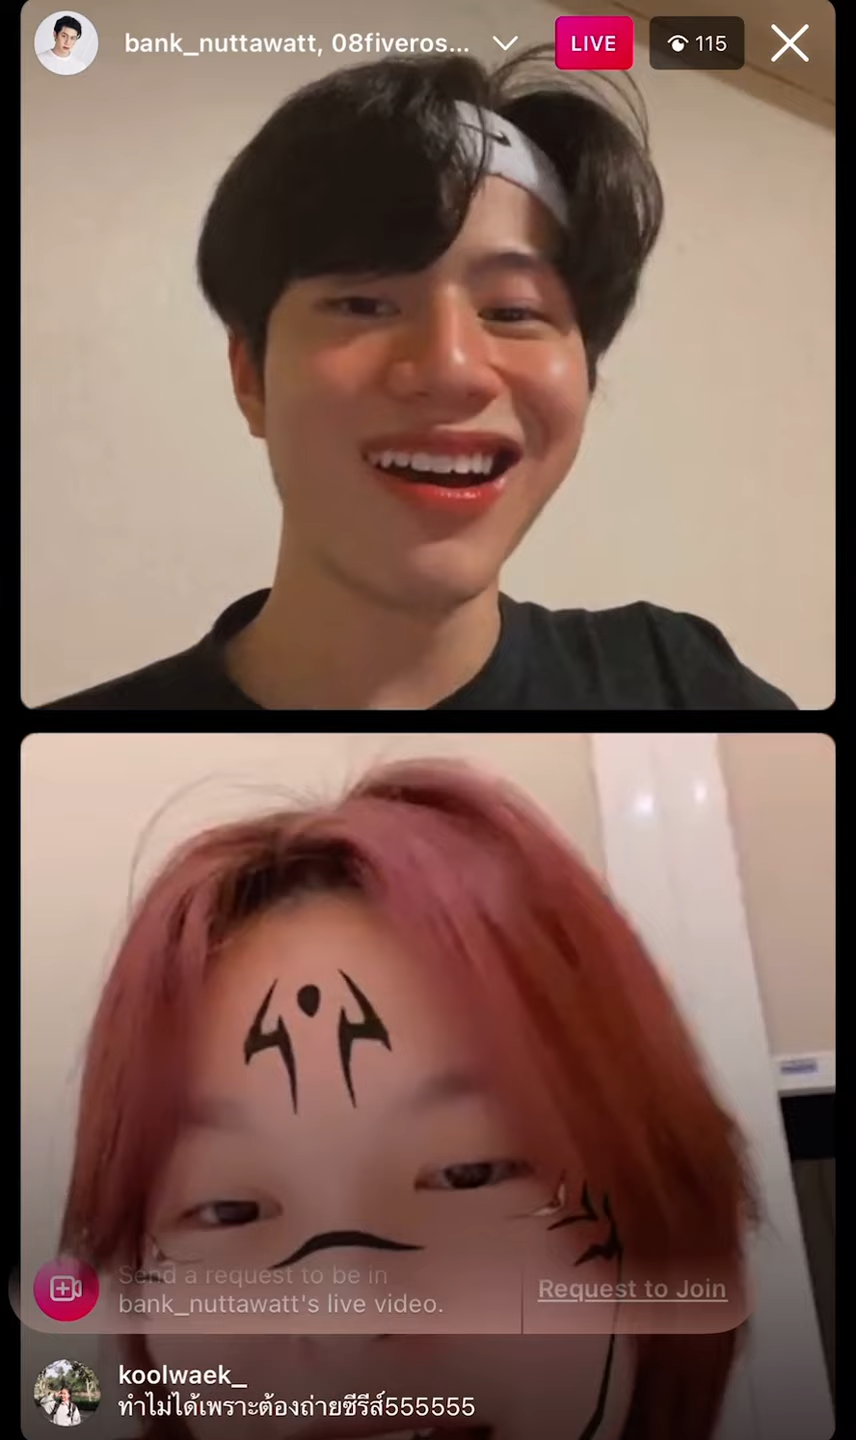 bank_nuttawatt, 08fiveros...
LIVE
115
Send a request to be in
bank_nuttawatt's live video.
Request to Join
koolwaek_
ทำไม่ได้เพราะต้องถ่ายซีรีส์555555